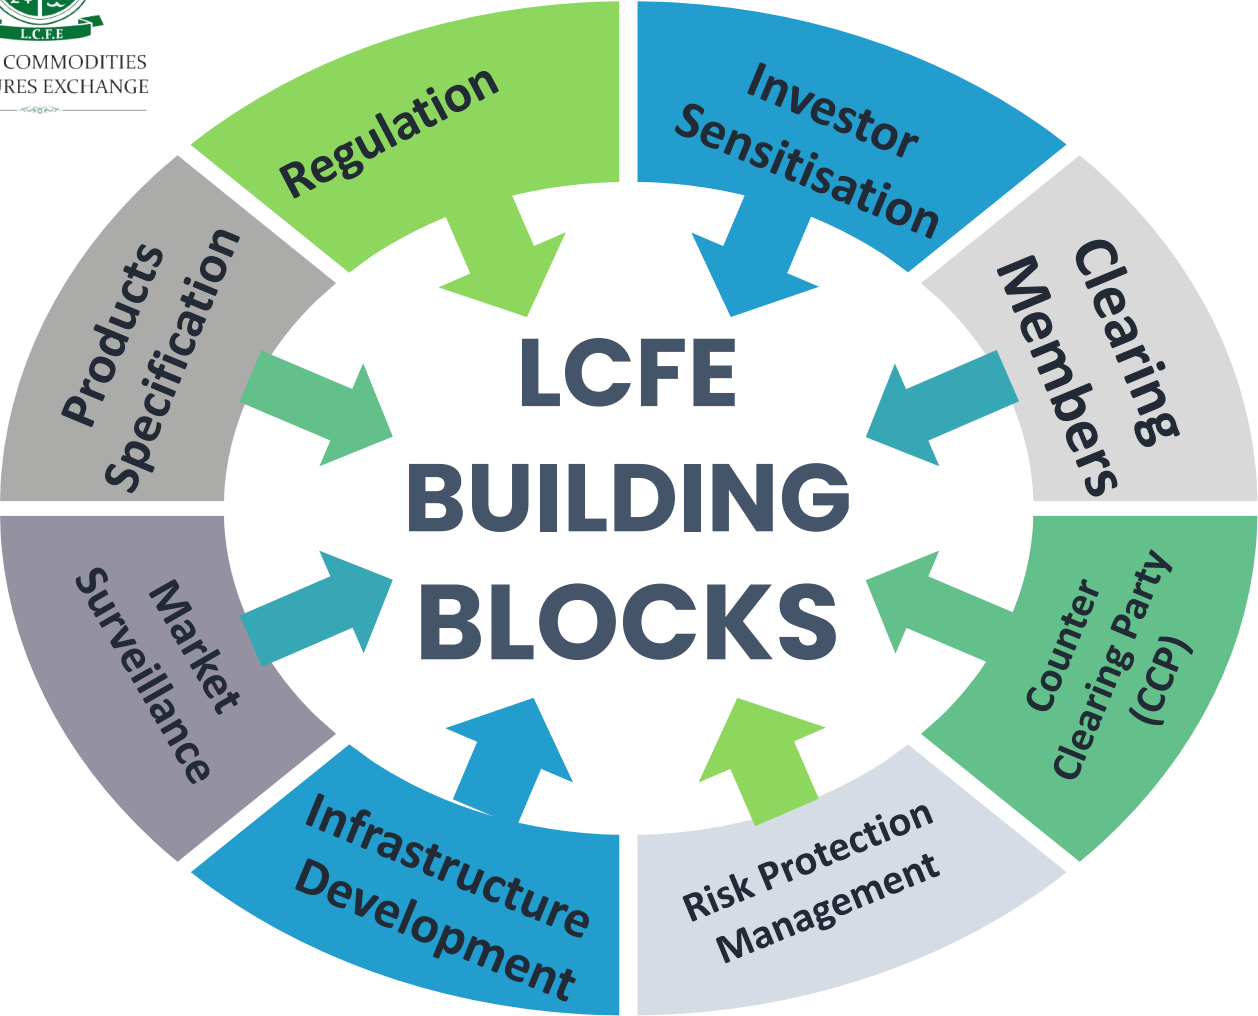 L.C.F.E
COMMODITIES
URES EXCHANGE
Regulation
Investor
Sensitisation
Clearing
Members
Counter
Clearing Party
(CCP)
Risk Protection
Management
Infrastructure
Development
Market
Surveillance
Products
Specification
LCFE
BUILDING
BLOCKS